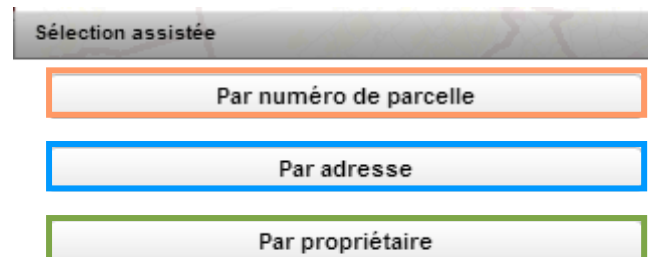 Sélection assistée
Par numéro de parcelle
Par adresse
Par propriétaire